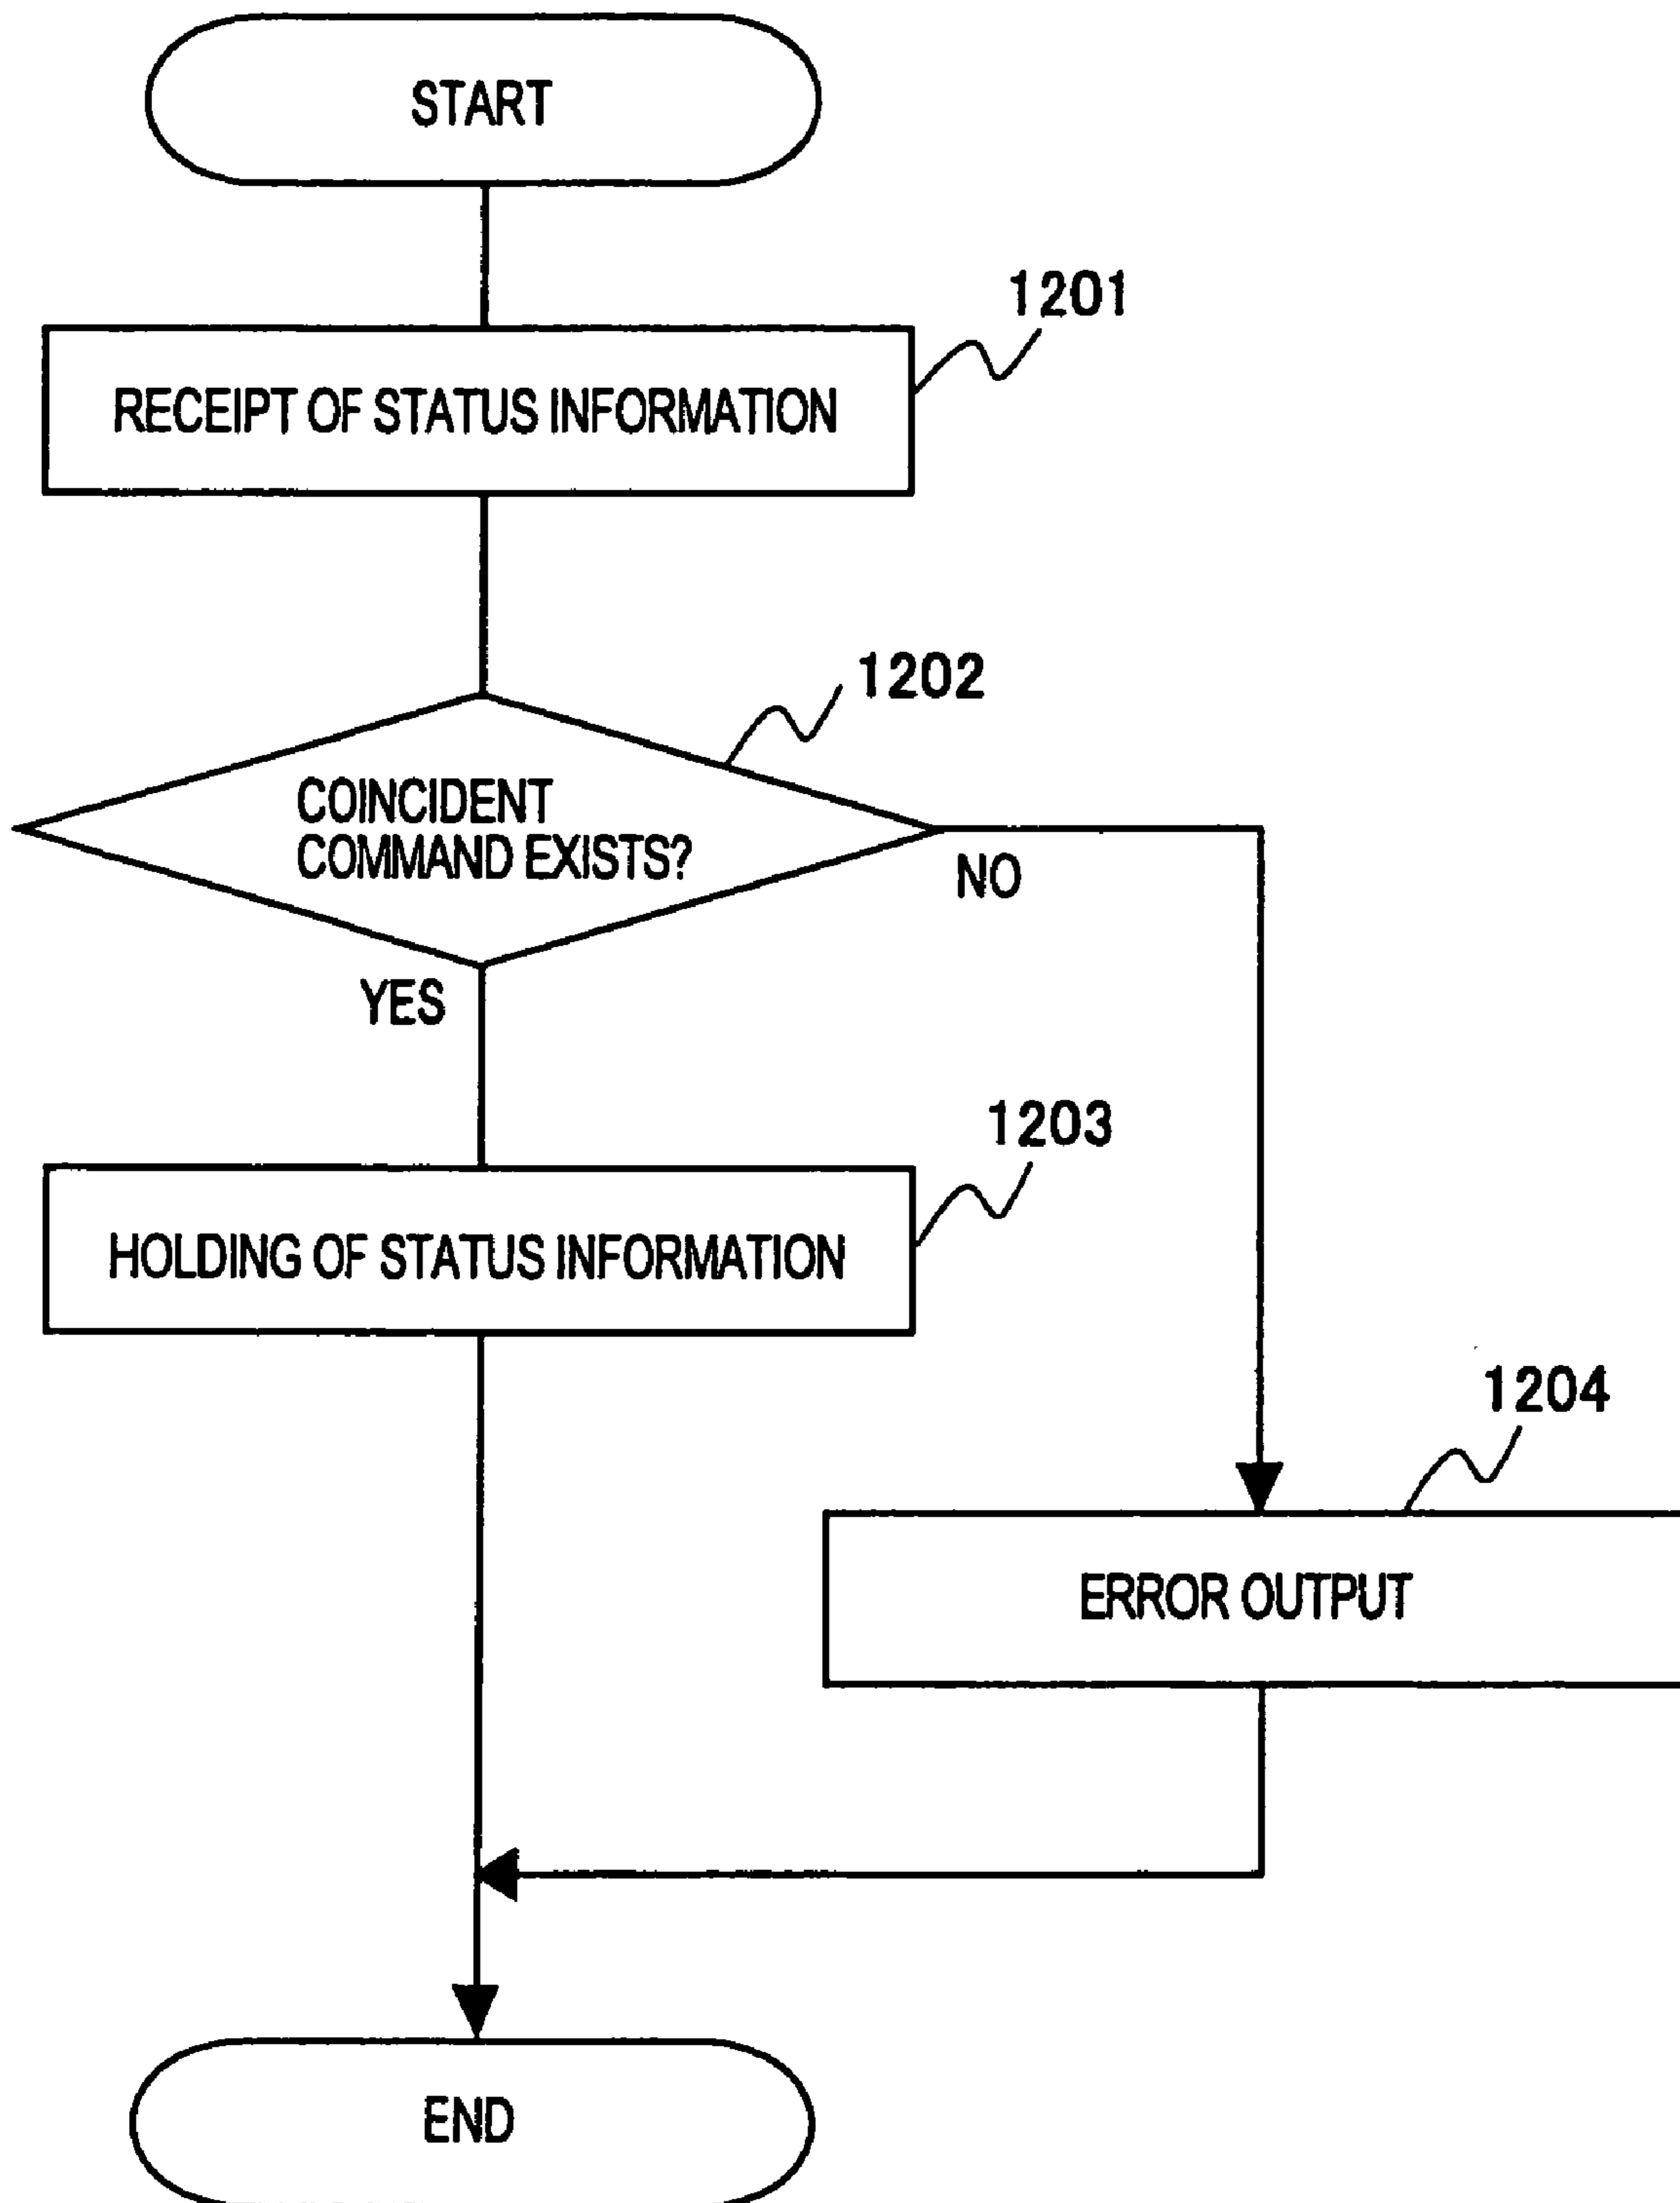 START
1201
RECEIPT OF STATUS INFORMATION
1202
COINCIDENT
COMMAND EXISTS?
NO
YES
1203
HOLDING OF STATUS INFORMATION
1204
ERROR OUTPUT
END